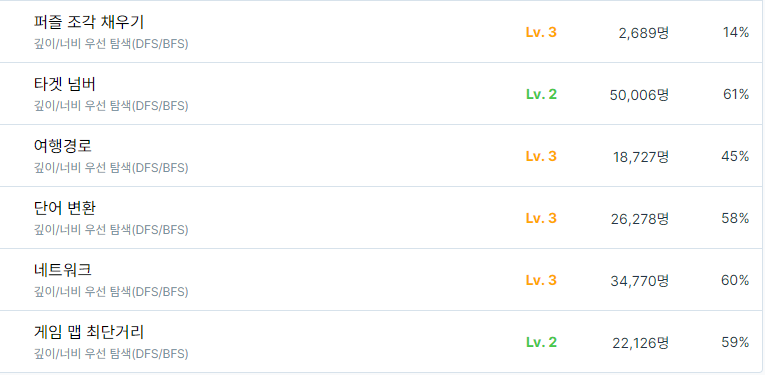 퍼즐 조각 채우기
깊이/너비 우선 탐색(DFS/BFS)
Lv. 3 2,689명 14%
타겟 넘버
깊이/너비 우선 탐색(DFS/BFS)
Lv. 2 50,006명 61%
여행경로
깊이/너비 우선 탐색(DFS/BFS)
Lv. 3 18,727명 45%
단어 변환
깊이/너비 우선 탐색(DFS/BFS)
Lv. 3 26,278명 58%
네트워크
깊이/너비 우선 탐색(DFS/BFS)
Lv. 3 34,770명 60%
게임 맵 최단거리
깊이/너비 우선 탐색(DFS/BFS)
Lv. 2 22,126명 59%